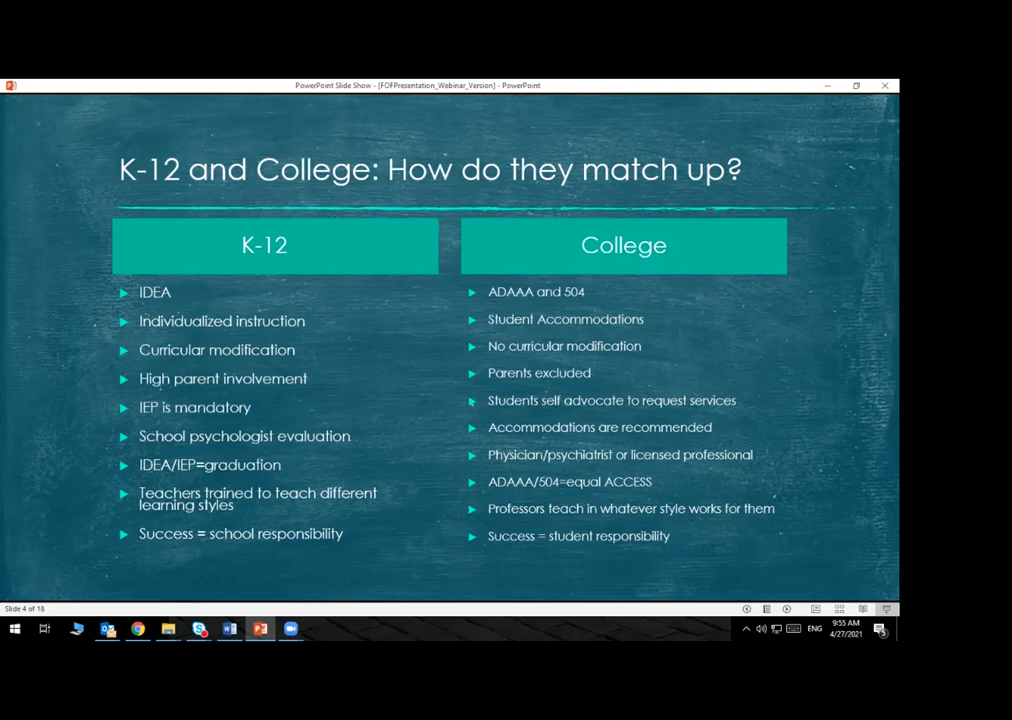 PowerPoint Slide Show - [FOFPresentation_Webinar_Version] - PowerPoint
K-12 and College: How do they match up?
K-12
IDEA
Individualized instruction
Curricular modification
High parent involvement
IEP is mandatory
School psychologist evaluation
IDEA/IEP=graduation
Teachers trained to teach different
learning styles
Success = school responsibility
College
ADAAA and 504
Student Accommodations
No curricular modification
Parents excluded
Students self advocate to request services
Accommodations are recommended
Physician/psychiatrist or licensed professional
ADAAA/504=equal ACCESS
Professors teach in whatever style works for them
Success = student responsibility
Slide 4 of 18
ENG
9:55 AM
4/27/2021
5